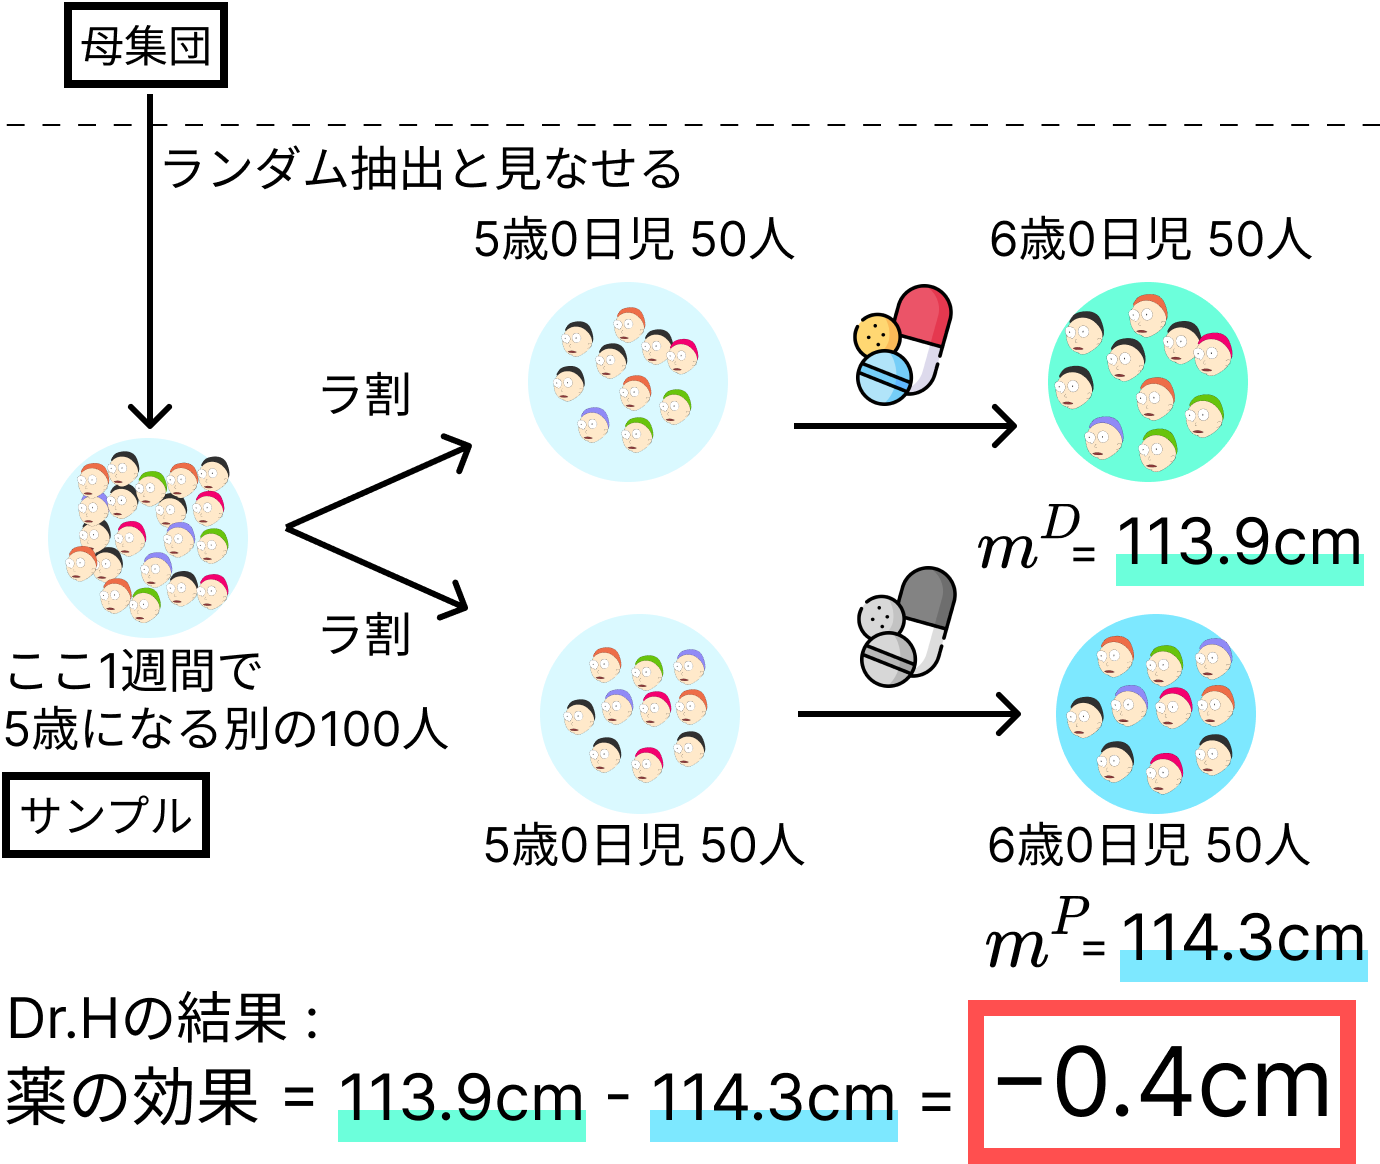 母集団
ランダム抽出と見なせる
5歳0日児 50人
6歳0日児 50人
ラ割
m^D= 113.9cm
ラ割
ここ1週間で
5歳になる別の100人
サンプル
5歳0日児 50人
6歳0日児 50人
m^P= 114.3cm
Dr.Hの結果 :
薬の効果 = 113.9cm - 114.3cm = −0.4cm